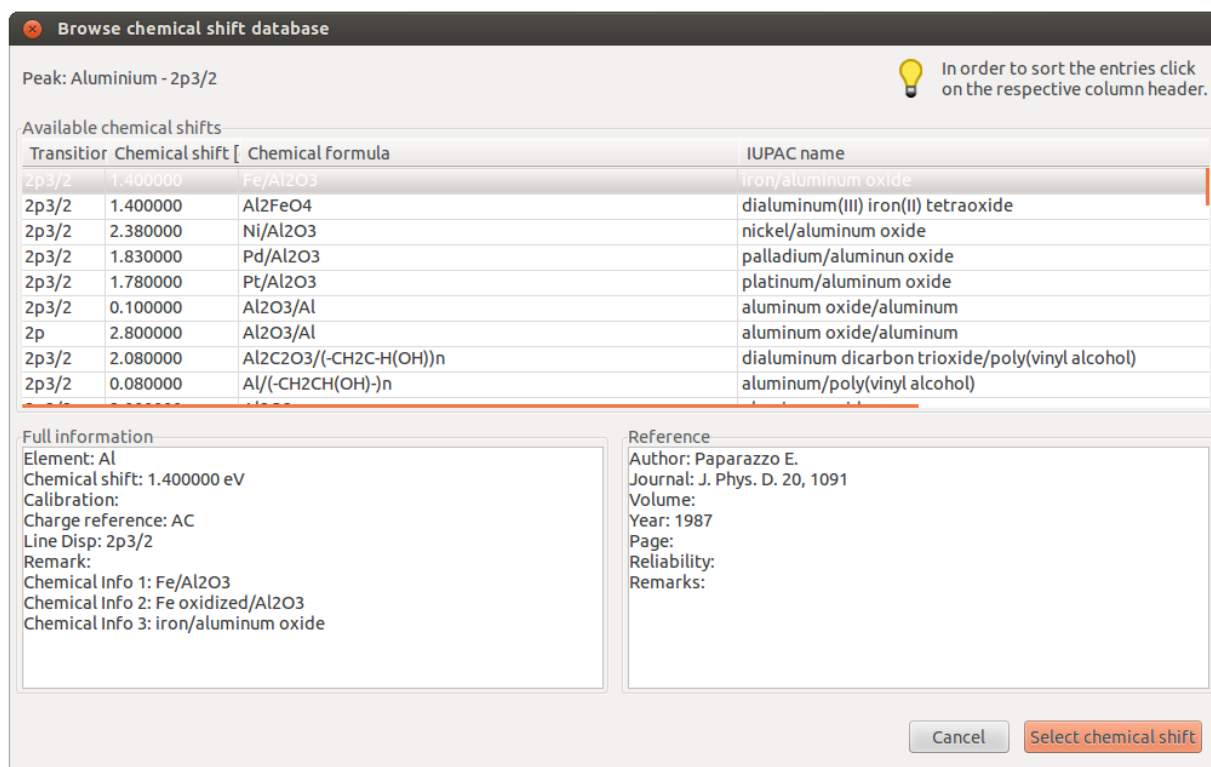 Browse chemical shift database
Peak: Aluminium - 2p3/2
In order to sort the entries click
on the respective column header.
Available chemical shifts
Transition Chemical shift [ Chemical formula IUPAC name
2p3/2 1.400000 Fe/Al2O3 iron/aluminum oxide
2p3/2 1.400000 Al2FeO4 dialuminum(III) iron(II) tetraoxide
2p3/2 2.380000 Ni/Al2O3 nickel/aluminum oxide
2p3/2 1.830000 Pd/Al2O3 palladium/aluminun oxide
2p3/2 1.780000 Pt/Al2O3 platinum/aluminum oxide
2p3/2 0.100000 Al2O3/Al aluminum oxide/aluminum
2p 2.800000 Al2O3/Al aluminum oxide/aluminum
2p3/2 2.080000 Al2C2O3/(-CH2C-H(OH))n dialuminum dicarbon trioxide/poly(vinyl alcohol)
2p3/2 0.080000 Al/(-CH2CH(OH)-)n aluminum/poly(vinyl alcohol)
Full information
Element: Al
Chemical shift: 1.400000 eV
Calibration:
Charge reference: AC
Line Disp: 2p3/2
Remark:
Chemical Info 1: Fe/Al2O3
Chemical Info 2: Fe oxidized/Al2O3
Chemical Info 3: iron/aluminum oxide
Reference
Author: Paparazzo E.
Journal: J. Phys. D. 20, 1091
Volume:
Year: 1987
Page:
Reliability:
Remarks:
Cancel
Select chemical shift